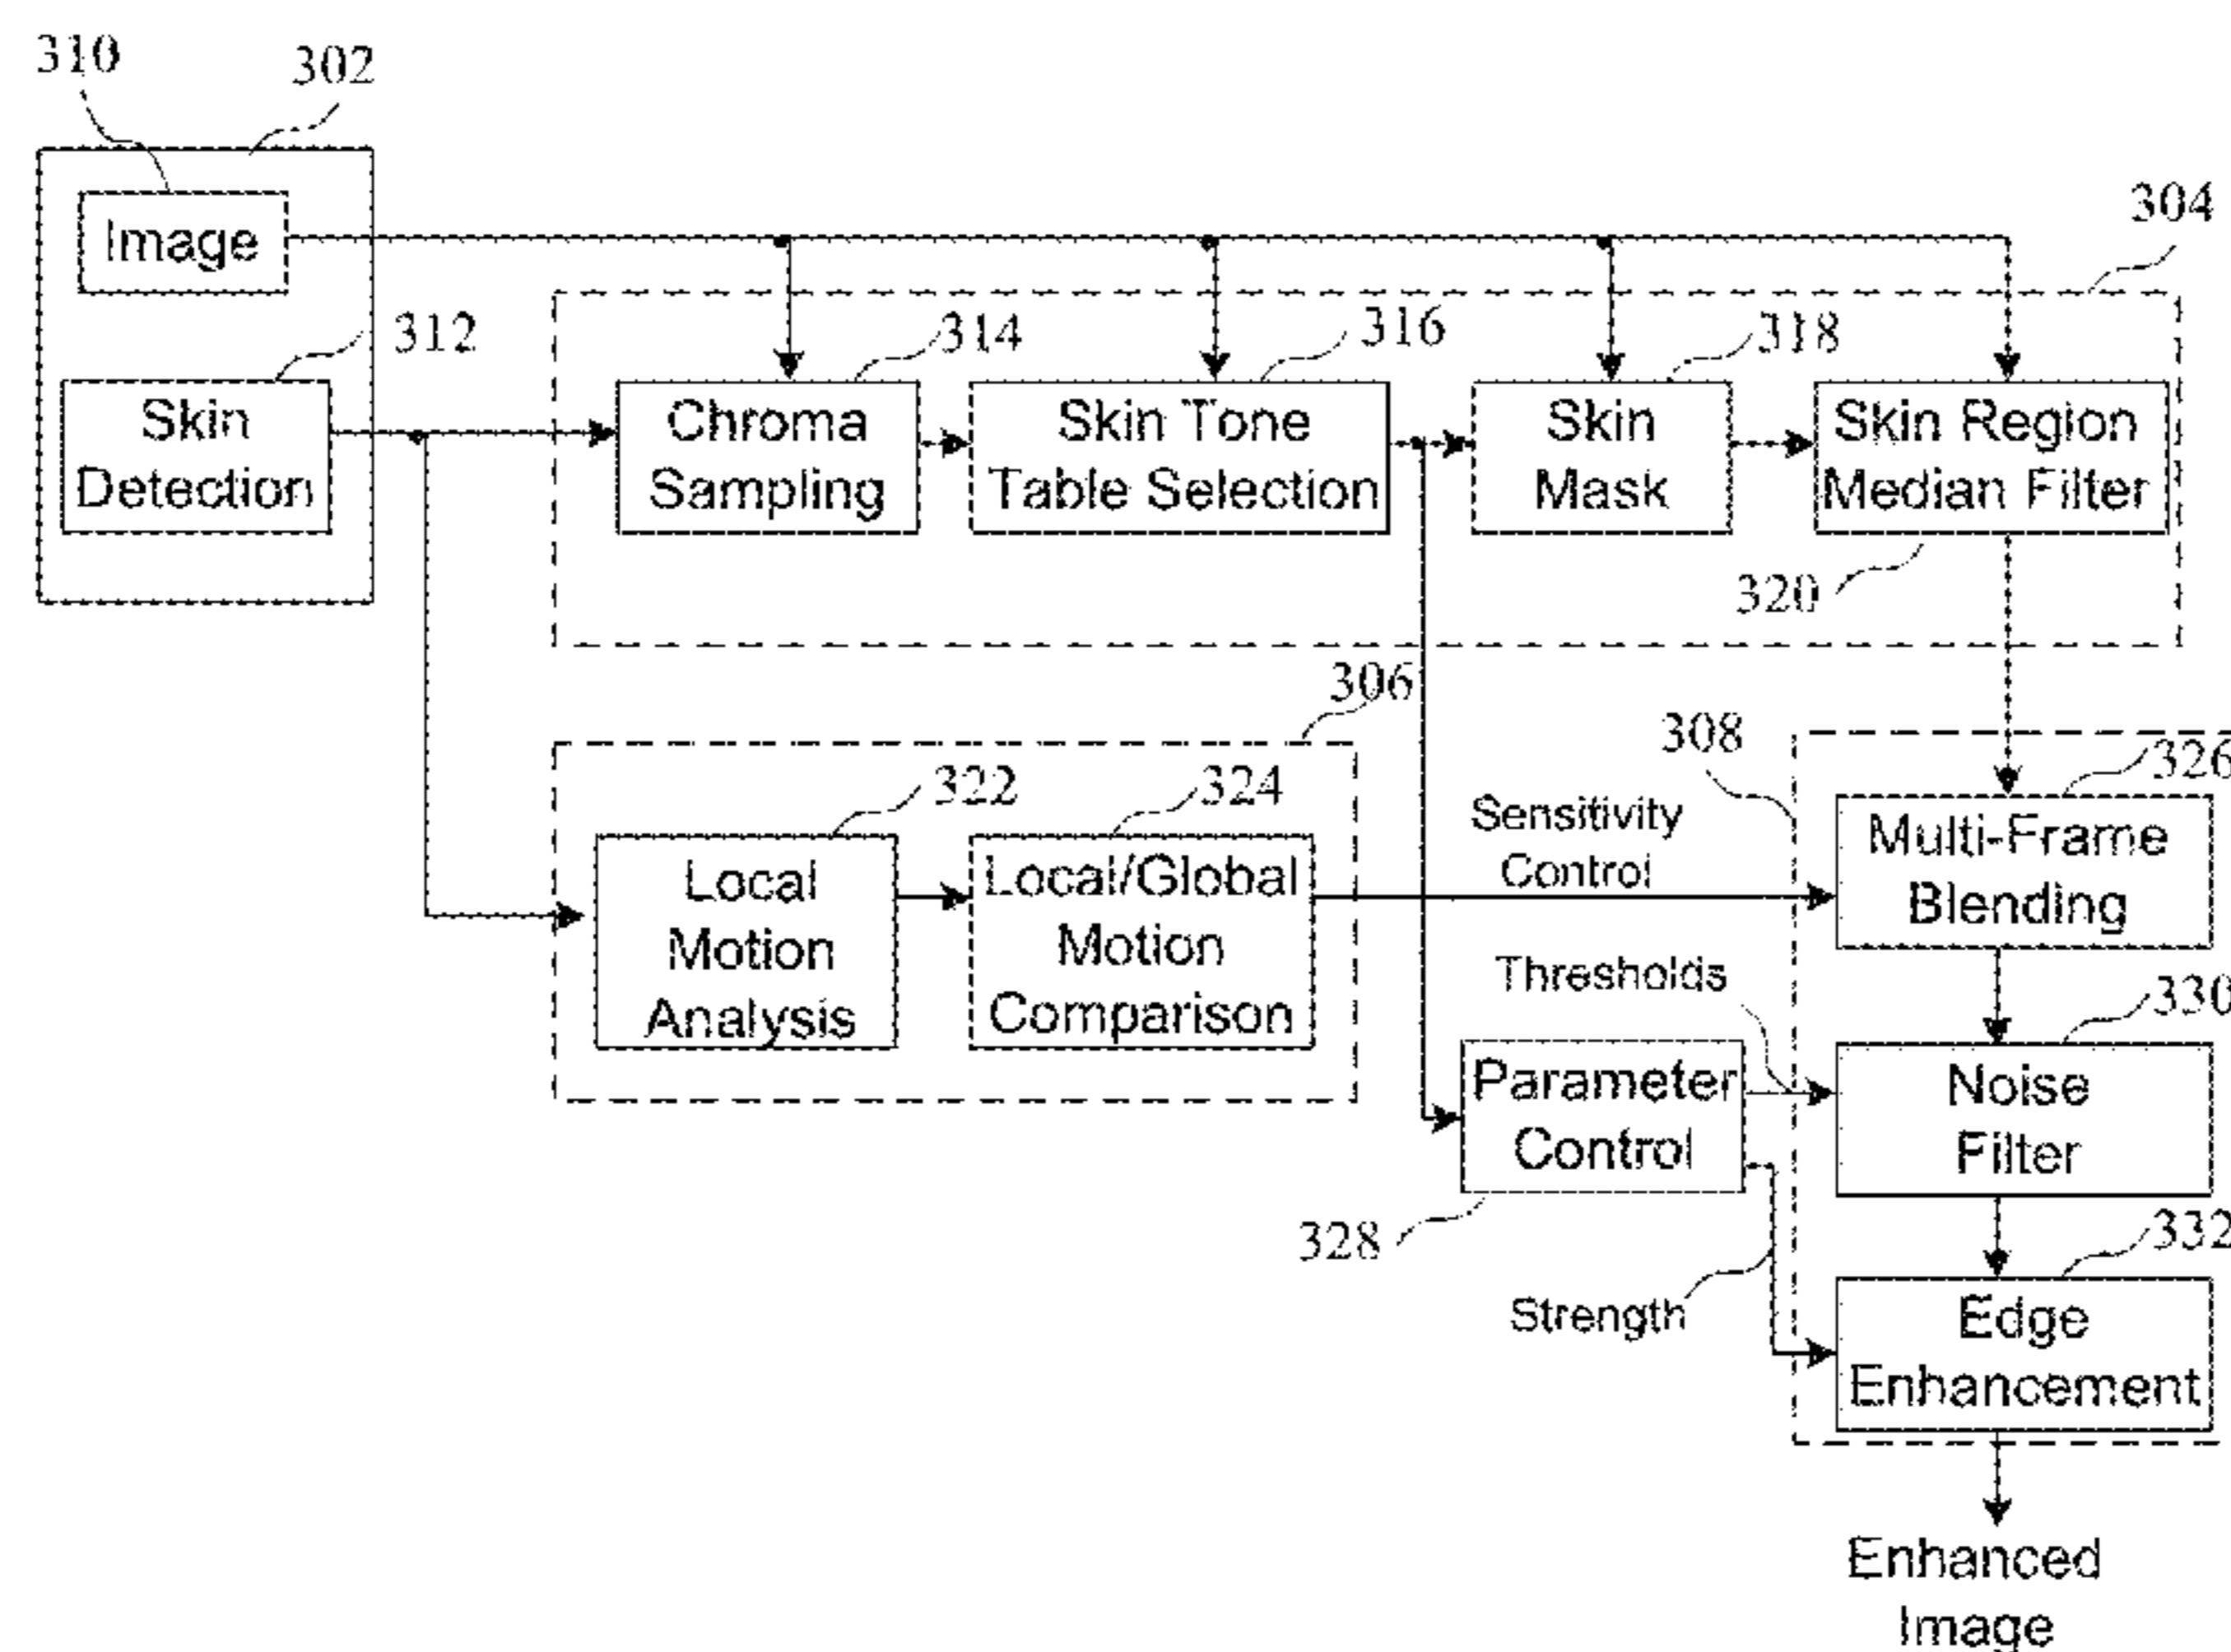 310
302
Image
304
312
314
316
318
Skin
Detection
Chroma
Sampling
Skin Tone
Table Selection
Skin
Mask
Skin Region
Median Filter
320
306
308
322
324
326
Local
Motion
Analysis
Local/Global
Motion
Comparison
Sensitivity
Control
Multi-Frame
Blending
Thresholds
330
Parameter
Control
Noise
Filter
328
332
Strength
Edge
Enhancement
Enhanced
Image